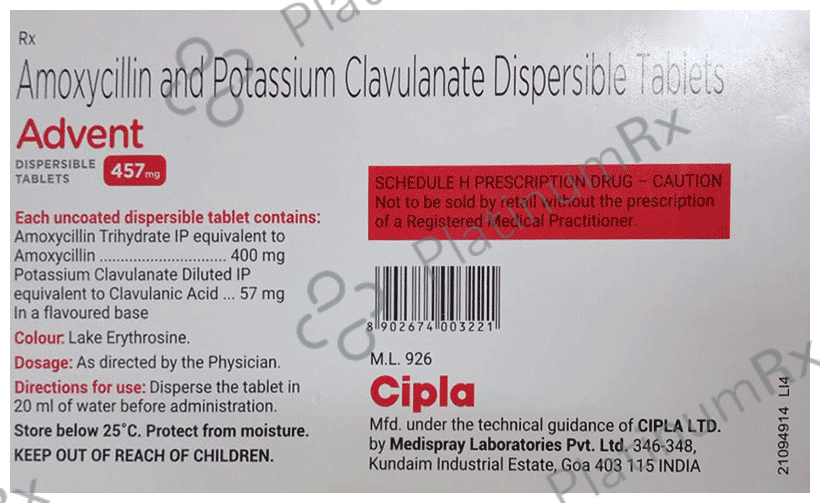 Rx
Amoxycillin and Potassium Clavulanate Dispersible Tablets
Advent
DISPERSIBLE
TABLETS
457mg
Each uncoated dispersible tablet contains:
Amoxycillin Trihydrate IP equivalent to
Amoxycillin ............................ 400 mg
Potassium Clavulanate Diluted IP
equivalent to Clavulanic Acid ... 57 mg
In a flavoured base
Colour: Lake Erythrosine.
Dosage: As directed by the Physician.
Directions for use: Disperse the tablet in
20 ml of water before administration.
Store below 25°C. Protect from moisture.
KEEP OUT OF REACH OF CHILDREN.
SCHEDULE H PRESCRIPTION DRUG – CAUTION
Not to be sold by retail without the prescription
of a Registered Medical Practitioner.
8 902674 003221
M.L. 926
Cipla
Mfd. under the technical guidance of CIPLA LTD.
by Medispray Laboratories Pvt. Ltd. 346-348,
Kundaim Industrial Estate, Goa 403 115 INDIA
21094914 LI4
PlatinumRx
PlatinumRx